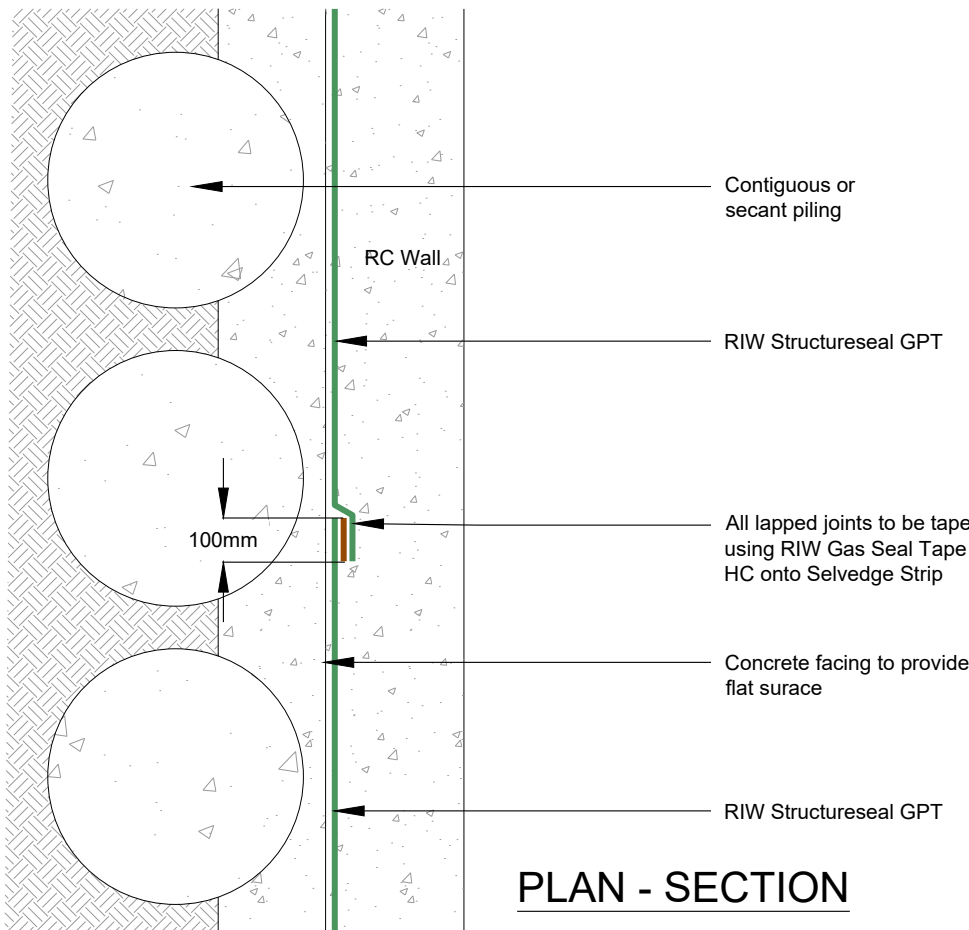 Contiguous or
secant piling
RC Wall
RIW Structureseal GPT
All lapped joints to be tape
using RIW Gas Seal Tape
HC onto Selvedge Strip
100mm
Concrete facing to provide
flat surace
RIW Structureseal GPT
PLAN - SECTION